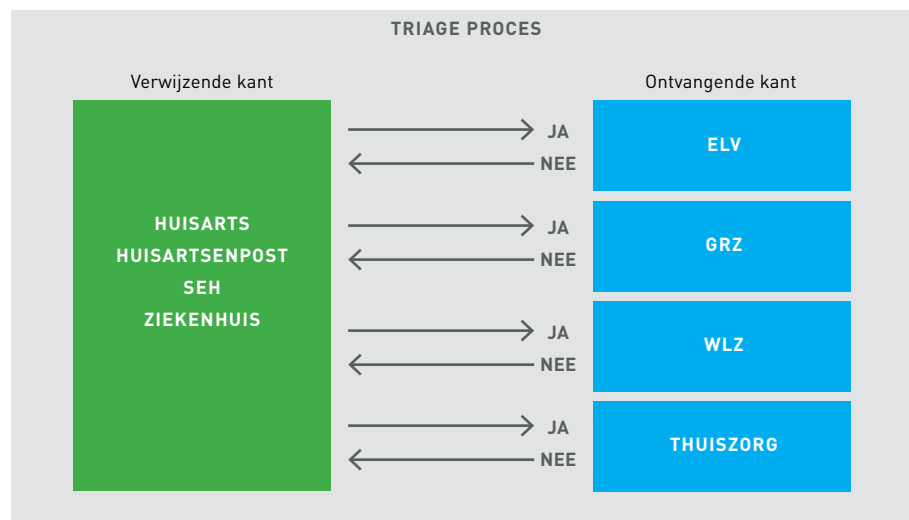 TRIAGE PROCES
Verwijzende kant
Ontvangende kant
HUISARTS
HUISARTSENPOST
SEH
ZIEKENHUIS
JA
NEE
ELV
JA
NEE
GRZ
JA
NEE
WLZ
JA
NEE
THUISZORG